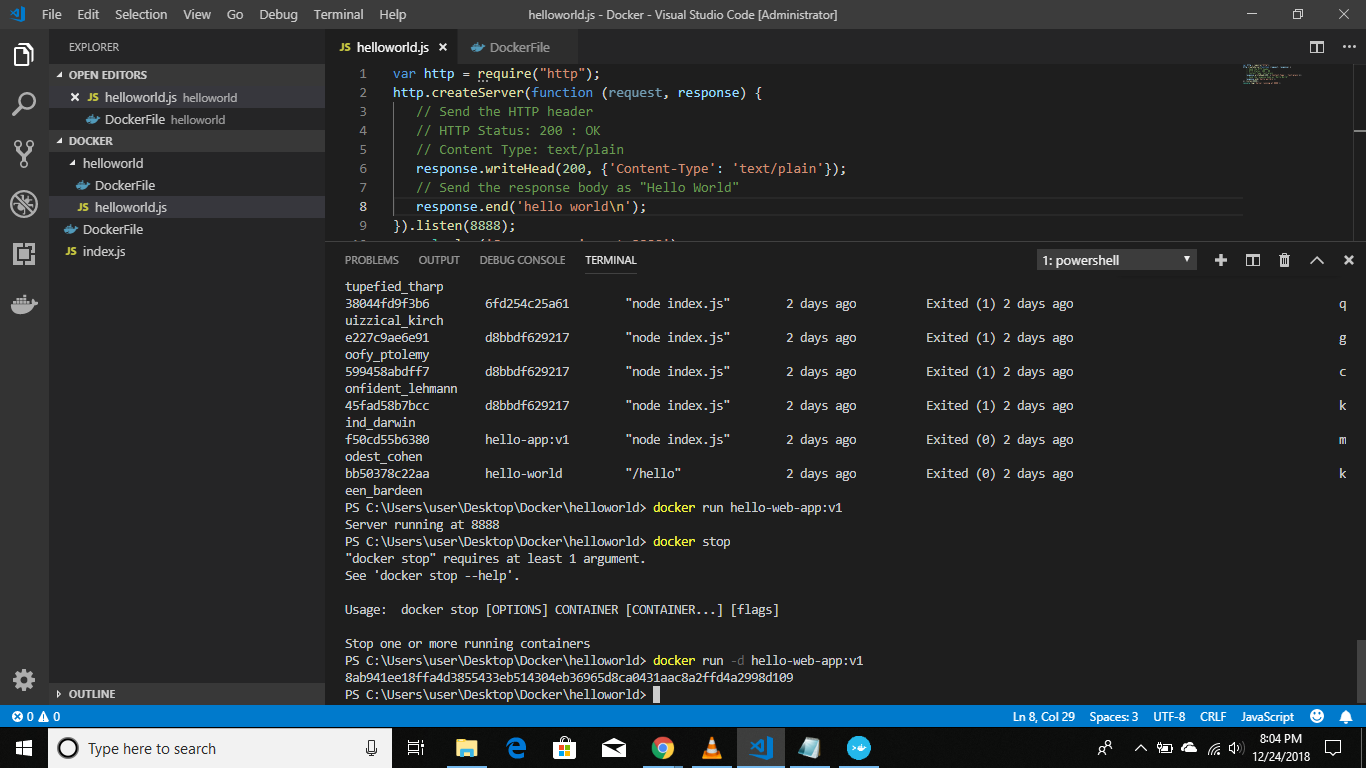 File Edit Selection View Go Debug Terminal Help
helloworld.js - Docker - Visual Studio Code [Administrator]
EXPLORER
OPEN EDITORS
JS helloworld.js helloworld
DockerFile helloworld
DOCKER
helloworld
DockerFile
JS helloworld.js
DockerFile
JS index.js
OUTLINE
JS helloworld.js
DockerFile
1 var http = require("http");
2 http.createServer(function (request, response) {
3 // Send the HTTP header
4 // HTTP Status: 200 : OK
5 // Content Type: text/plain
6 response.writeHead(200, {'Content-Type': 'text/plain'});
7 // Send the response body as "Hello World"
8 response.end('hello world\n');
9 }).listen(8888);
PROBLEMS OUTPUT DEBUG CONSOLE TERMINAL
1: powershell
tupefied_tharp
38044fd9f3b6 6fd254c25a61 "node index.js" 2 days ago Exited (1) 2 days ago q
uizzical_kirch
e227c9ae6e91 d8bbdf629217 "node index.js" 2 days ago Exited (1) 2 days ago g
oofy_ptolemy
599458abdff7 d8bbdf629217 "node index.js" 2 days ago Exited (1) 2 days ago c
onfident_lehmann
45fad58b7bcc d8bbdf629217 "node index.js" 2 days ago Exited (1) 2 days ago k
ind_darwin
f50cd55b6380 hello-app:v1 "node index.js" 2 days ago Exited (0) 2 days ago m
odest_cohen
bb50378c22aa hello-world "/hello" 2 days ago Exited (0) 2 days ago k
een_bardeen
PS C:\Users\user\Desktop\Docker\helloworld> docker run hello-web-app:v1
Server running at 8888
PS C:\Users\user\Desktop\Docker\helloworld> docker stop
"docker stop" requires at least 1 argument.
See 'docker stop --help'.
Usage:  docker stop [OPTIONS] CONTAINER [CONTAINER...] [flags]
Stop one or more running containers
PS C:\Users\user\Desktop\Docker\helloworld> docker run -d hello-web-app:v1
8ab941ee18ffa4d3855433eb514304eb36965d8ca0431aac8a2ffd4a2998d109
PS C:\Users\user\Desktop\Docker\helloworld>
0 0
Ln 8, Col 29 Spaces: 3 UTF-8 CRLF JavaScript
Type here to search
8:04 PM
12/24/2018